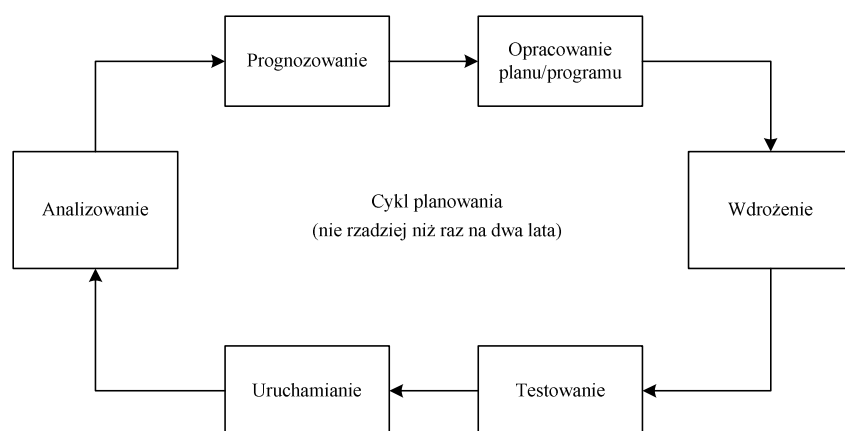 Prognozowanie
Opracowanie
planu/programu
Analizowanie
Cykl planowania
(nie rzadziej niż raz na dwa lata)
Wdrożenie
Uruchamianie
Testowanie